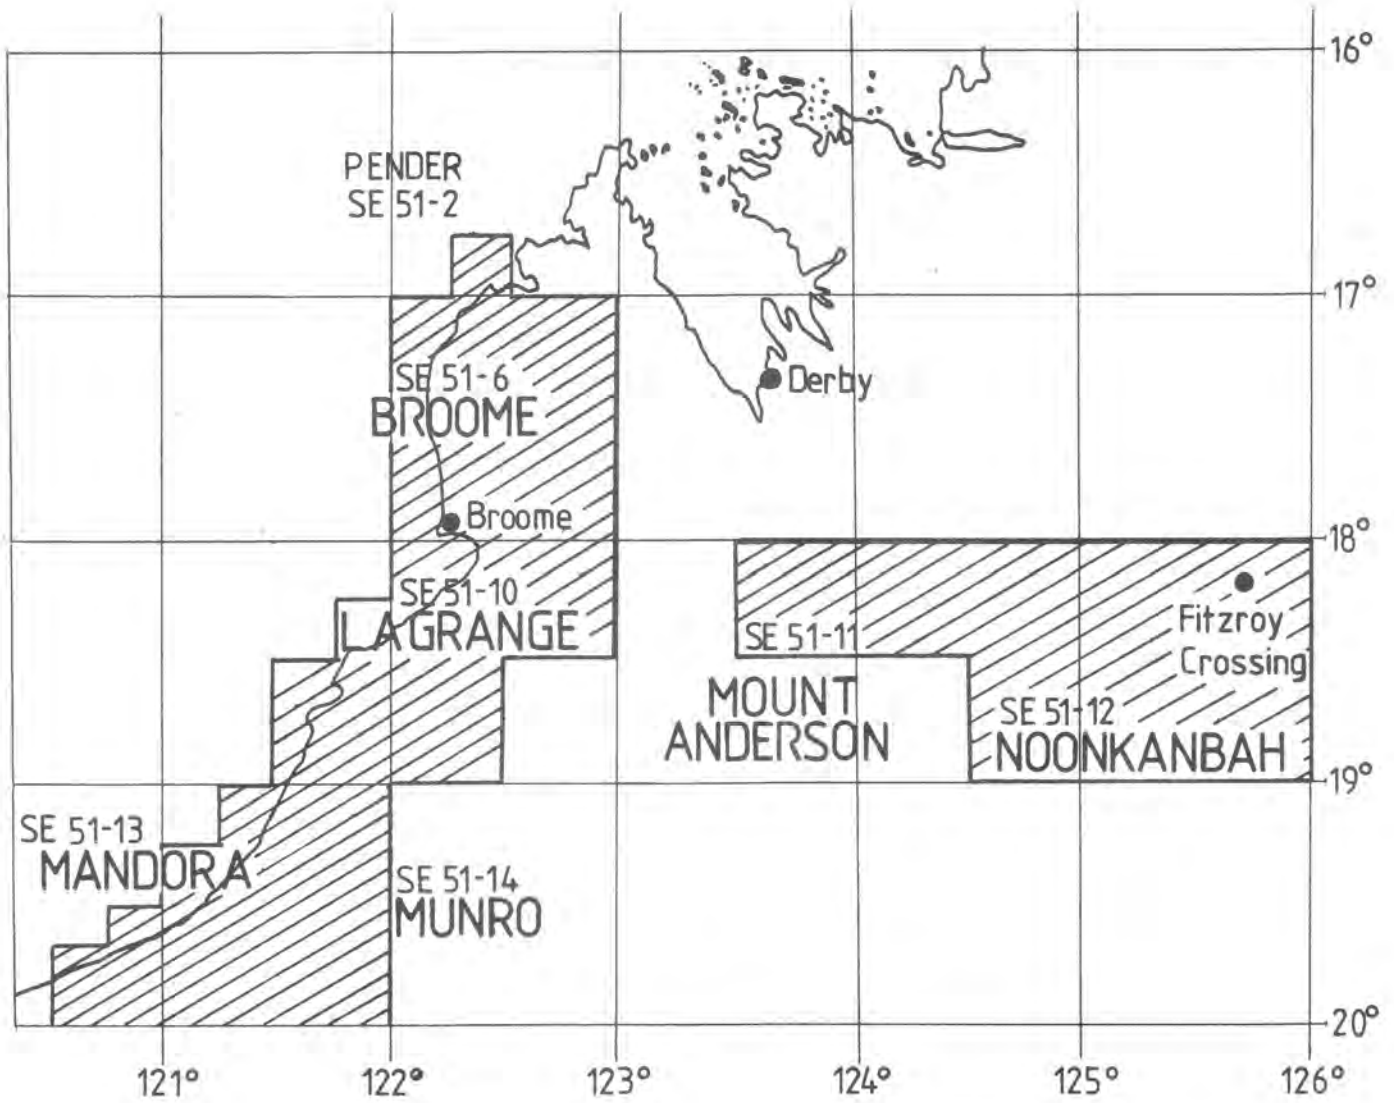 16°
PENDER
SE 51-2
17°
SE 51-6
BROOME
Derby
Broome
18°
SE 51-10
LAGRANGE
SE 51-11
Fitzroy
Crossing
MOUNT
ANDERSON
SE 51-12
NOONKANBAH
19°
SE 51-13
MANDORA
SE 51-14
MUNRO
20°
121° 122° 123° 124° 125° 126°